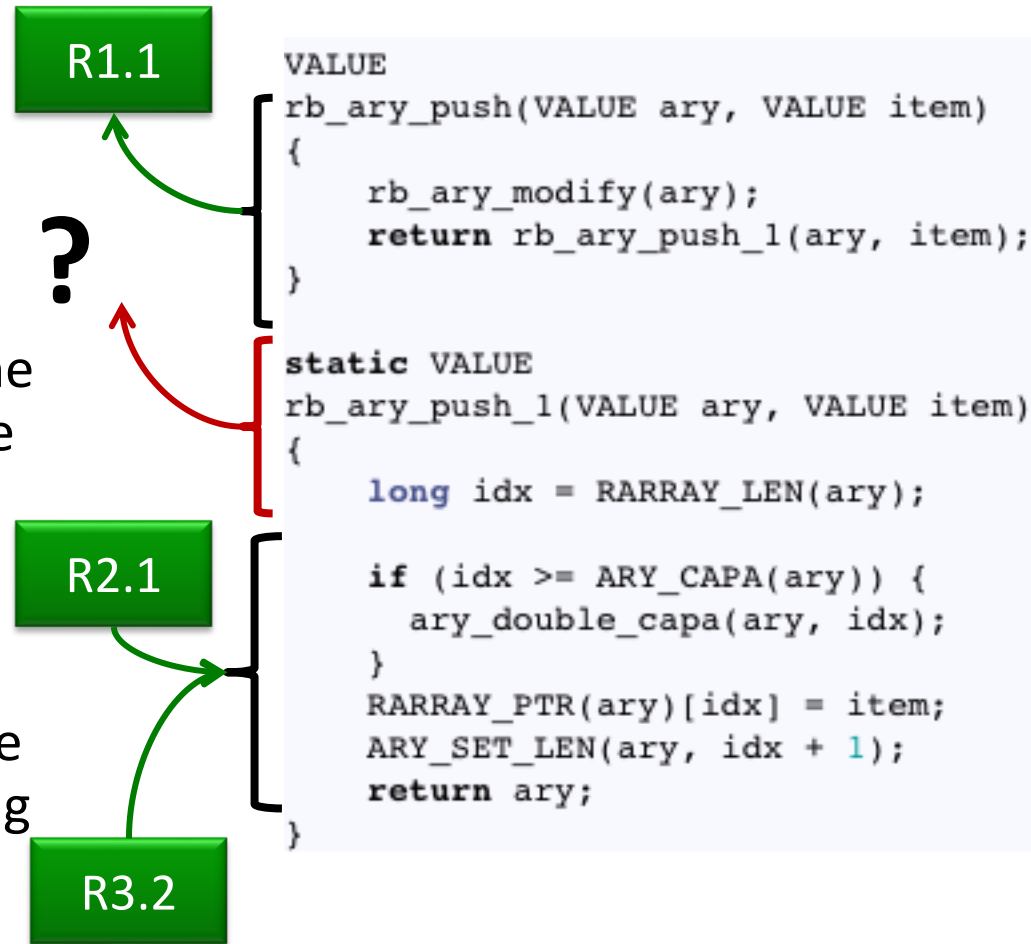 R1.1
?
ne
e
R2.1
e
g
R3.2
VALUE
rb_ary_push(VALUE ary, VALUE item)
{
    rb_ary_modify(ary);
    return rb_ary_push_1(ary, item);
}
static VALUE
rb_ary_push_1(VALUE ary, VALUE item)
{
    long idx = RARRAY_LEN(ary);
    if (idx >= ARY_CAPA(ary)) {
      ary_double_capa(ary, idx);
    }
    RARRAY_PTR(ary)[idx] = item;
    ARY_SET_LEN(ary, idx + 1);
    return ary;
}